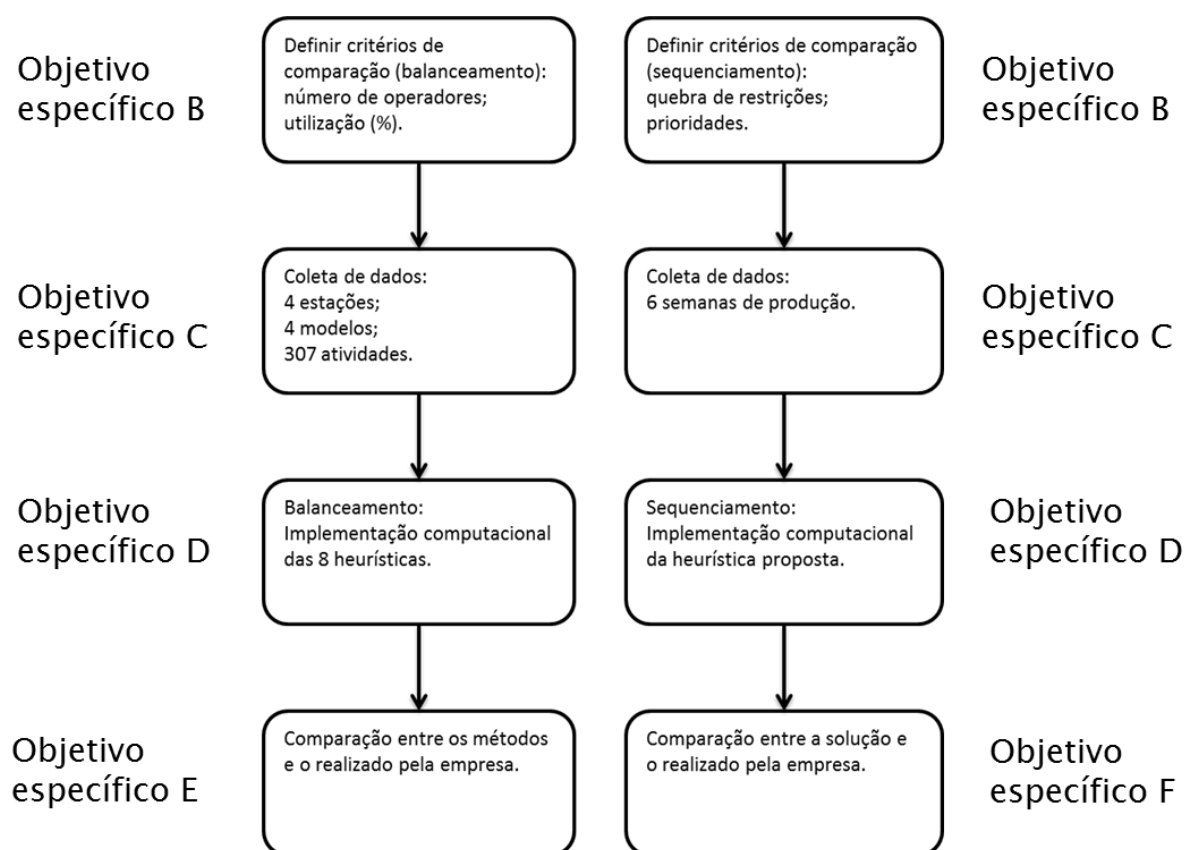 Objetivo
específico B
Definir critérios de
comparação (balanceamento):
número de operadores;
utilização (%).
Definir critérios de comparação
(sequenciamento):
quebra de restrições;
prioridades.
Objetivo
específico B
Objetivo
específico C
Coleta de dados:
4 estações;
4 modelos;
307 atividades.
Coleta de dados:
6 semanas de produção.
Objetivo
específico C
Objetivo
específico D
Balanceamento:
Implementação computacional
das 8 heurísticas.
Sequenciamento:
Implementação computacional
da heurística proposta.
Objetivo
específico D
Objetivo
específico E
Comparação entre os métodos
e o realizado pela empresa.
Comparação entre a solução e
o realizado pela empresa.
Objetivo
específico F